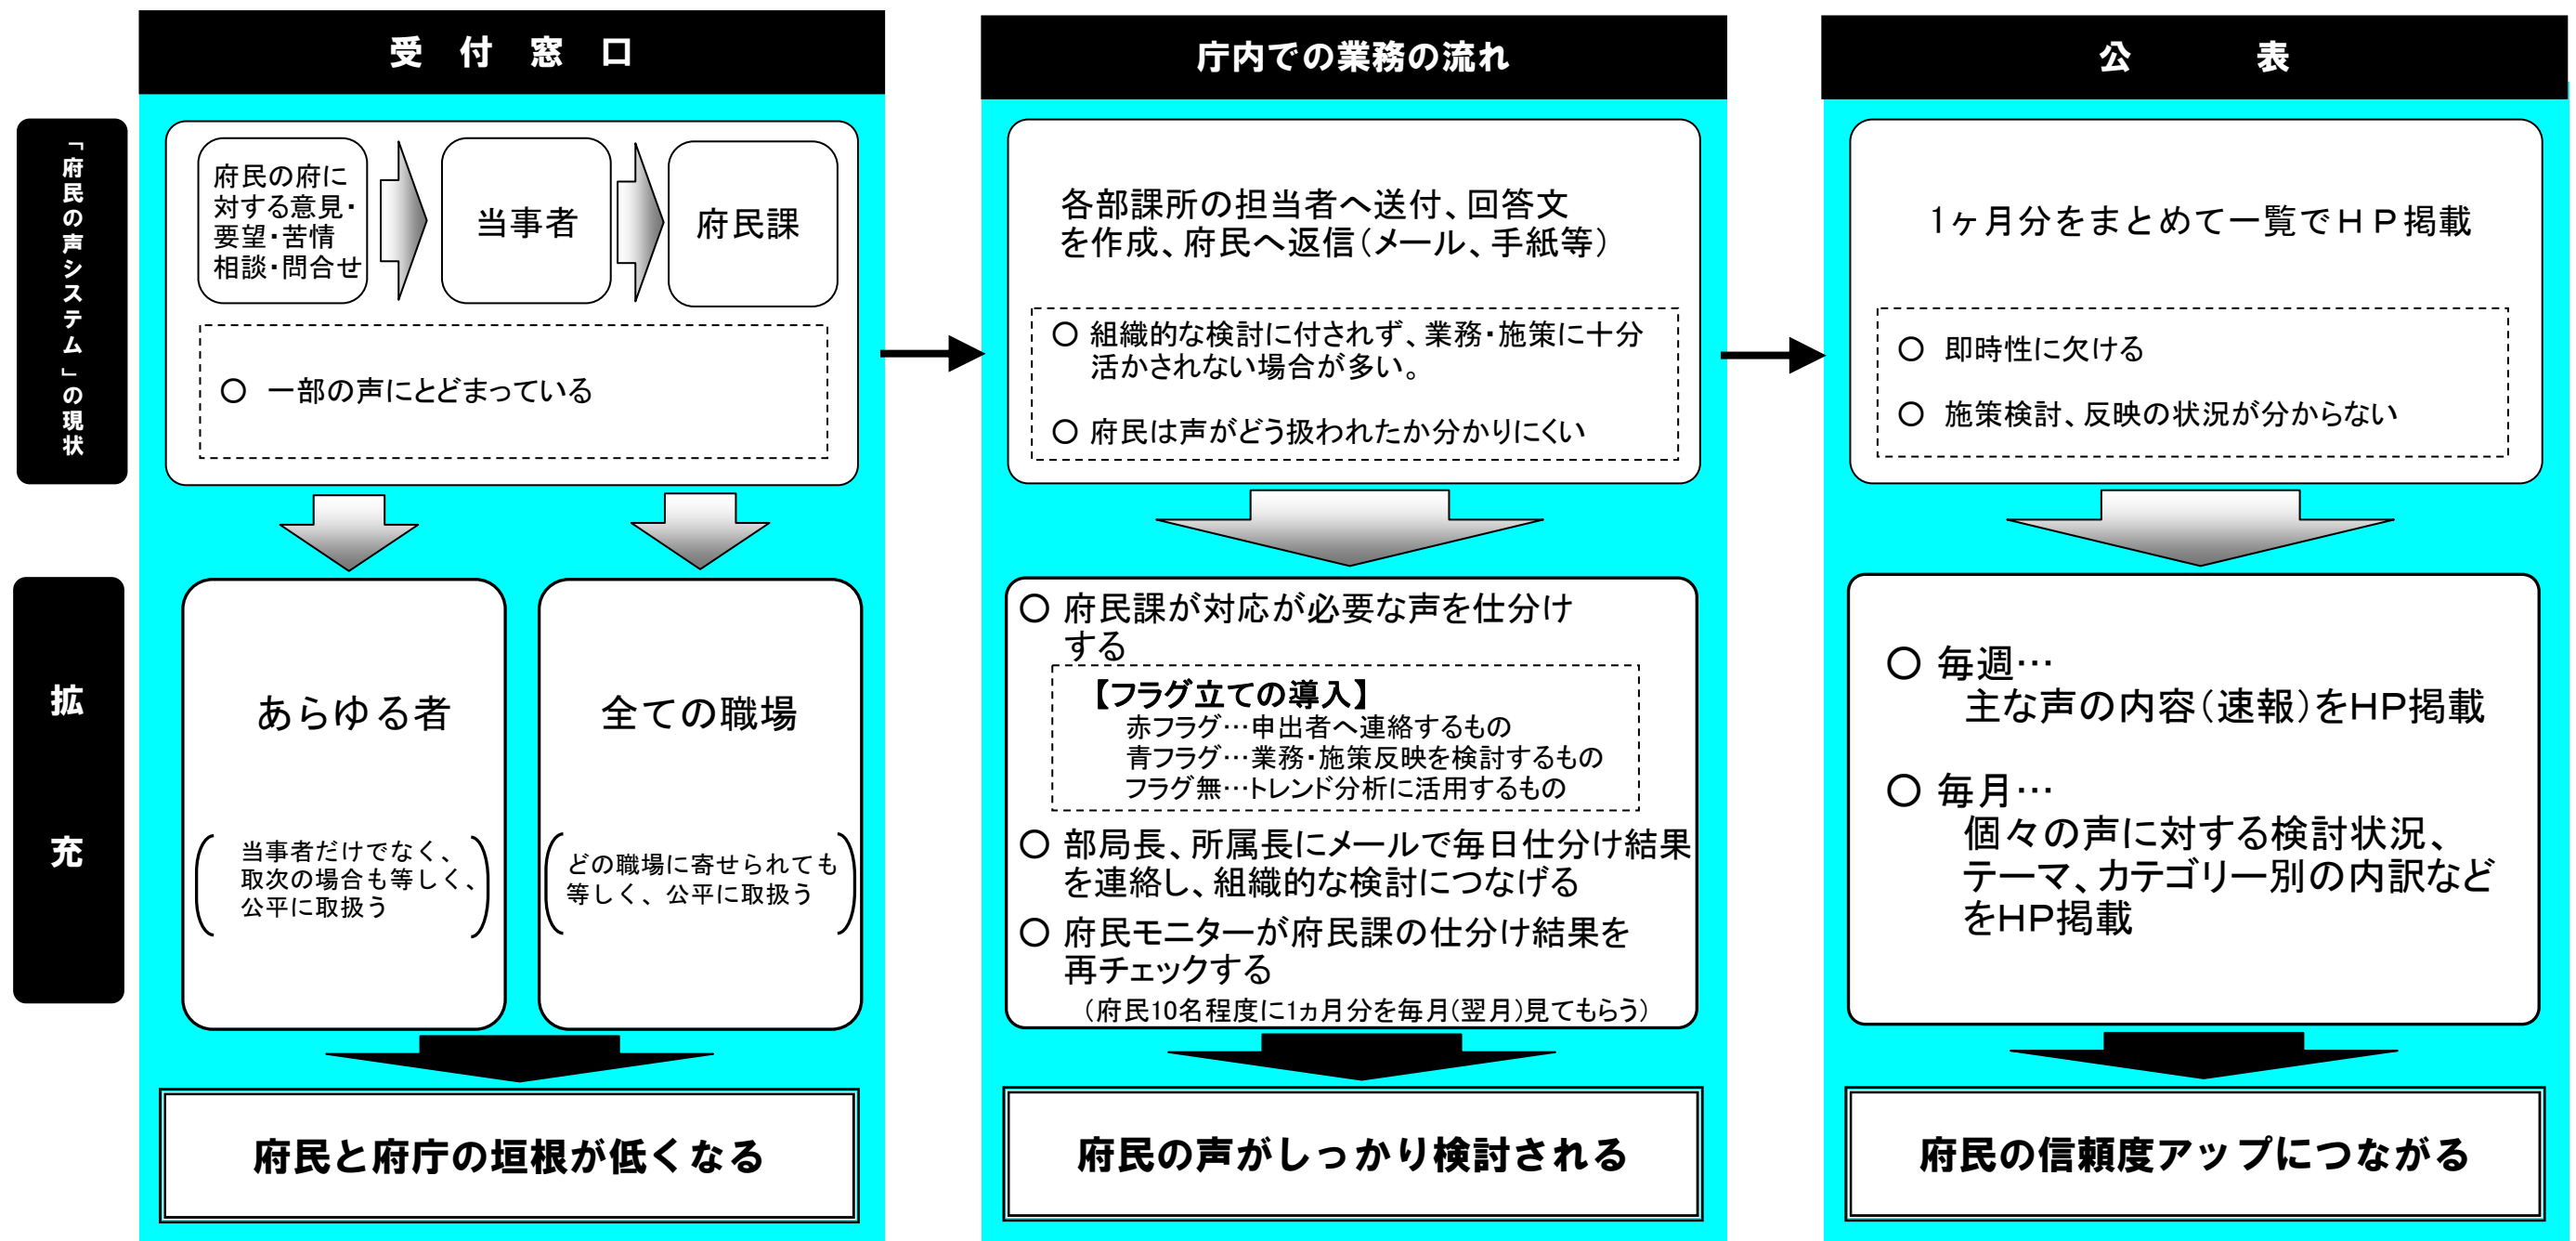 受付窓口
庁内での業務の流れ
公表
「府民の声システム」の現状
府民の府に
対する意見・
要望・苦情
相談・問合せ
当事者
府民課
○ 一部の声にとどまっている
各部課所の担当者へ送付、回答文
を作成、府民へ返信(メール、手紙等)
○ 組織的な検討に付されず、業務・施策に十分
活かされない場合が多い。
○ 府民は声がどう扱われたか分かりにくい
1ヶ月分をまとめて一覧でHP掲載
○ 即時性に欠ける
○ 施策検討、反映の状況が分からない
拡充
あらゆる者
当事者だけでなく、
取次の場合も等しく、
公平に取扱う
全ての職場
どの職場に寄せられても
等しく、公平に取扱う
○ 府民課が対応が必要な声を仕分け
する
【フラグ立ての導入】
赤フラグ…申出者へ連絡するもの
青フラグ…業務・施策反映を検討するもの
フラグ無…トレンド分析に活用するもの
○ 部局長、所属長にメールで毎日仕分け結果
を連絡し、組織的な検討につなげる
○ 府民モニターが府民課の仕分け結果を
再チェックする
(府民10名程度に1ヵ月分を毎月(翌月)見てもらう)
○ 毎週…
主な声の内容(速報)をHP掲載
○ 毎月…
個々の声に対する検討状況、
テーマ、カテゴリー別の内訳など
をHP掲載
府民と府庁の垣根が低くなる
府民の声がしっかり検討される
府民の信頼度アップにつながる